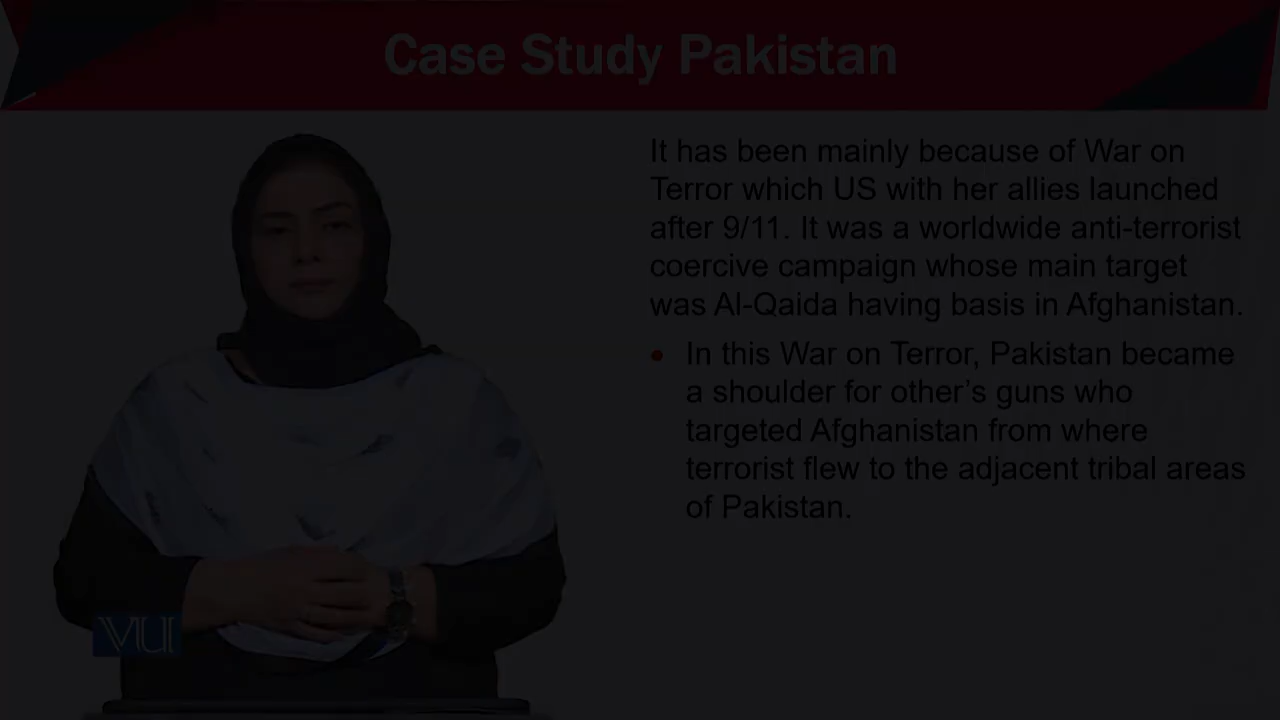 Case Study Pakistan
It has been mainly because of War on
Terror which US with her allies launched
after 9/11. It was a worldwide anti-terrorist
coercive campaign whose main target
was Al-Qaida having basis in Afghanistan.
• In this War on Terror, Pakistan became
a shoulder for other's guns who
targeted Afghanistan from where
terrorist flew to the adjacent tribal areas
of Pakistan.
VU